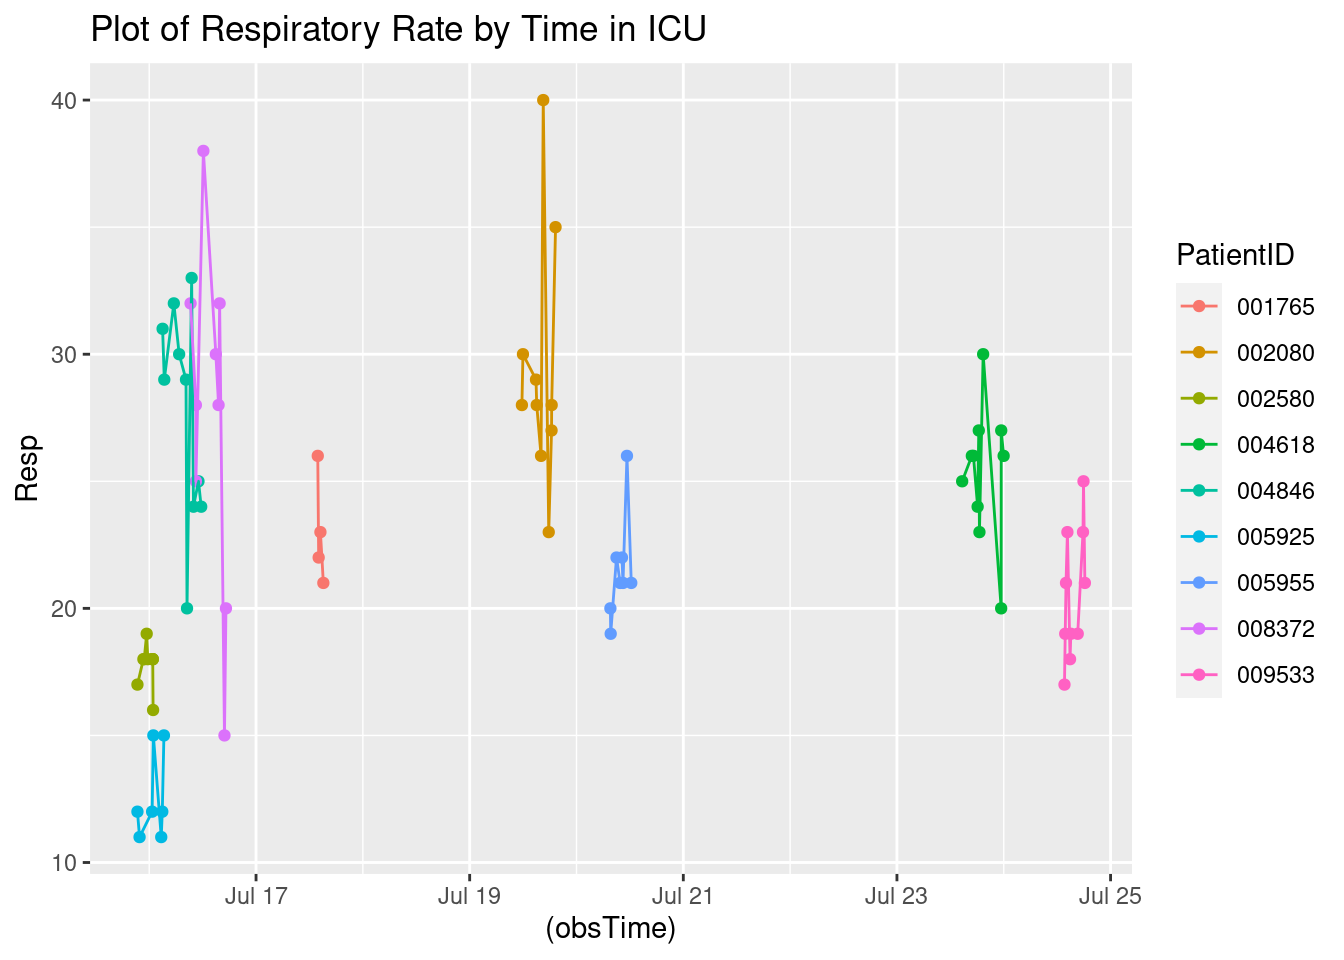 Plot of Respiratory Rate by Time in ICU
Resp
40
30
20
10
Jul 17
Jul 19
Jul 21
Jul 23
Jul 25
(obsTime)
PatientID
001765
002080
002580
004618
004846
005925
005955
008372
009533